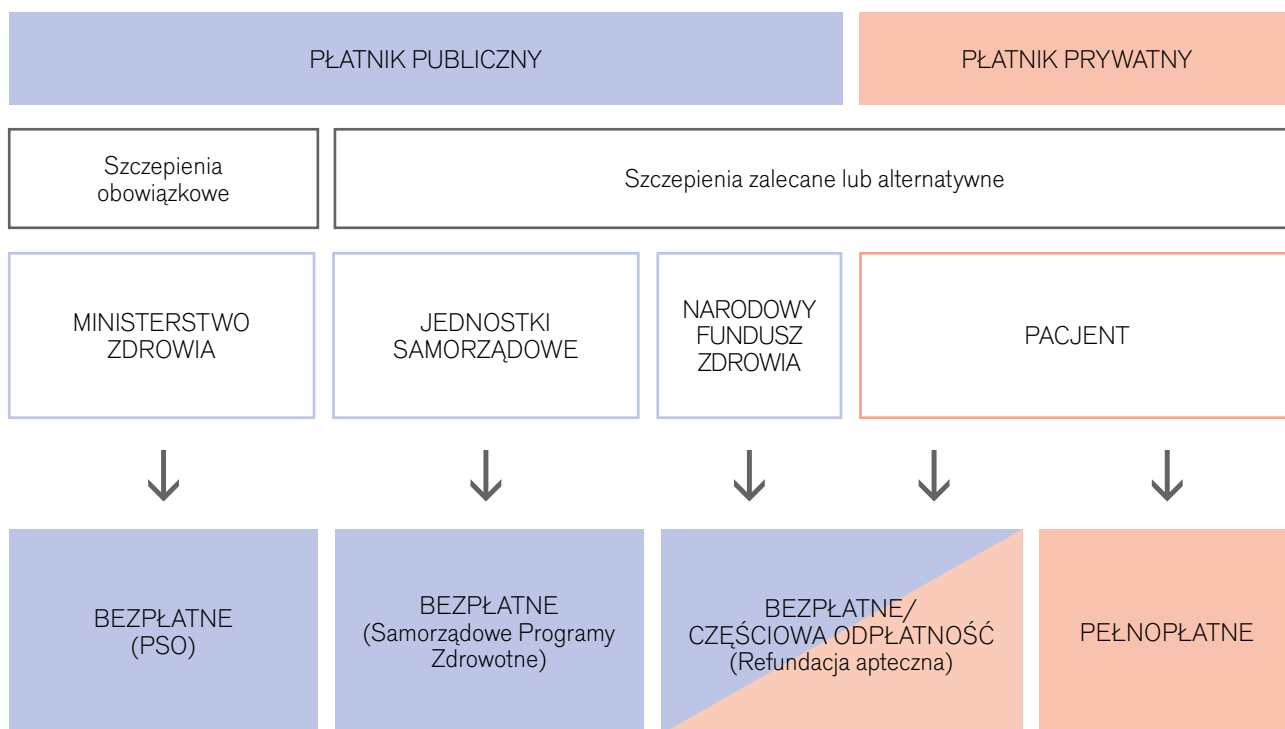 PŁATNIK PUBLICZNY
PŁATNIK PRYWATNY
Szczepienia
obowiązkowe
Szczepienia zalecane lub alternatywne
MINISTERSTWO
ZDROWIA
JEDNOSTKI
SAMORZĄDOWE
NARODOWY
FUNDUSZ
ZDROWIA
PACJENT
BEZPŁATNE
(PSO)
BEZPŁATNE
(Samorządowe Programy
Zdrowotne)
BEZPŁATNE/
CZĘŚCIOWA ODPŁATNOŚĆ
(Refundacja apteczna)
PEŁNOPŁATNE